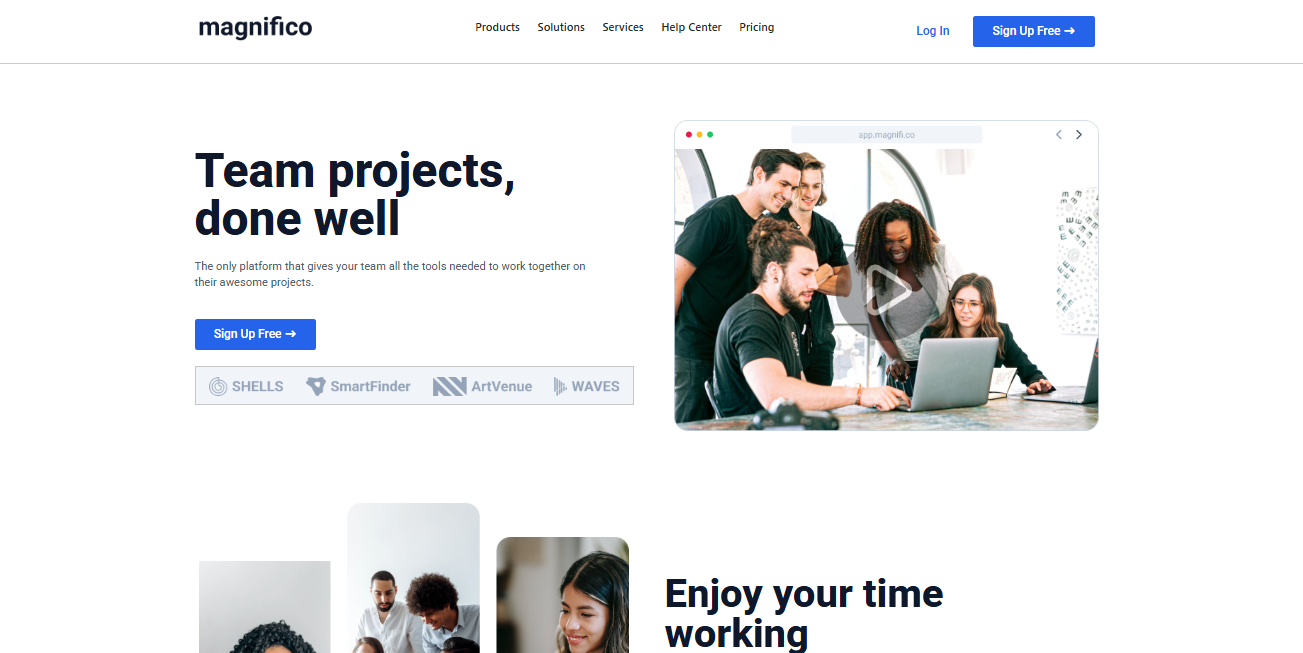 magnifico
Products Solutions Services Help Center Pricing
Log In
Sign Up Free →
app.magnifi.co
Team projects,
done well
The only platform that gives your team all the tools needed to work together on
their awesome projects.
Sign Up Free →
SHELLS SmartFinder ArtVenue WAVES
Enjoy your time
working